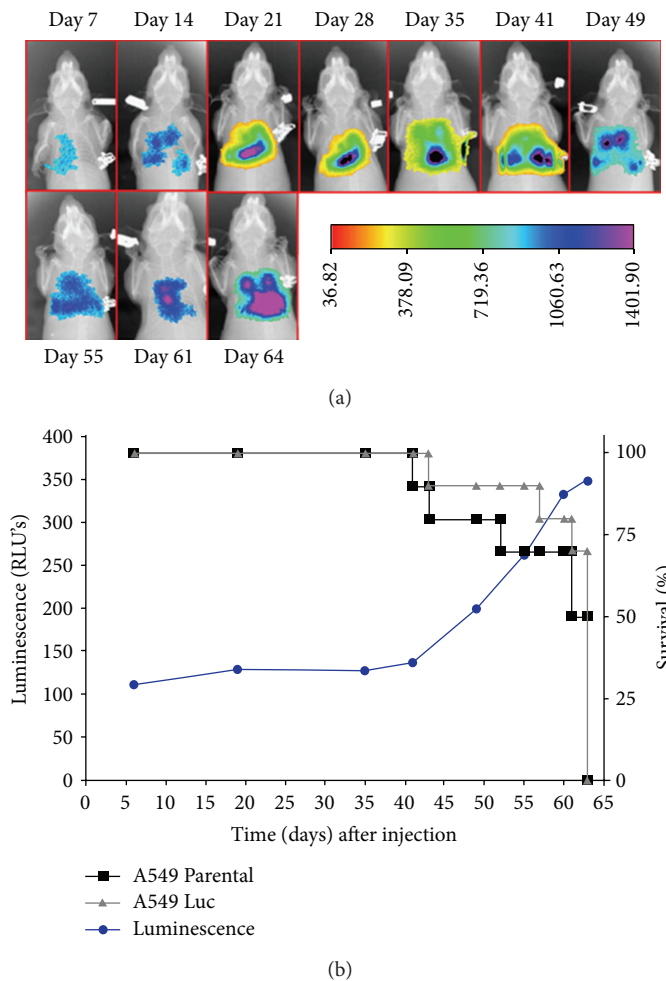 Day 7 Day 14 Day 21 Day 28 Day 35 Day 41 Day 49
36.82 378.09 719.36 1060.63 1401.90
Day 55 Day 61 Day 64
(a)
Luminescence (RLU's)
400
350
300
250
200
150
100
50
0
Survival (%)
100
75
50
25
0
0 5 10 15 20 25 30 35 40 45 50 55 60 65
Time (days) after injection
A549 Parental
A549 Luc
Luminescence
(b)